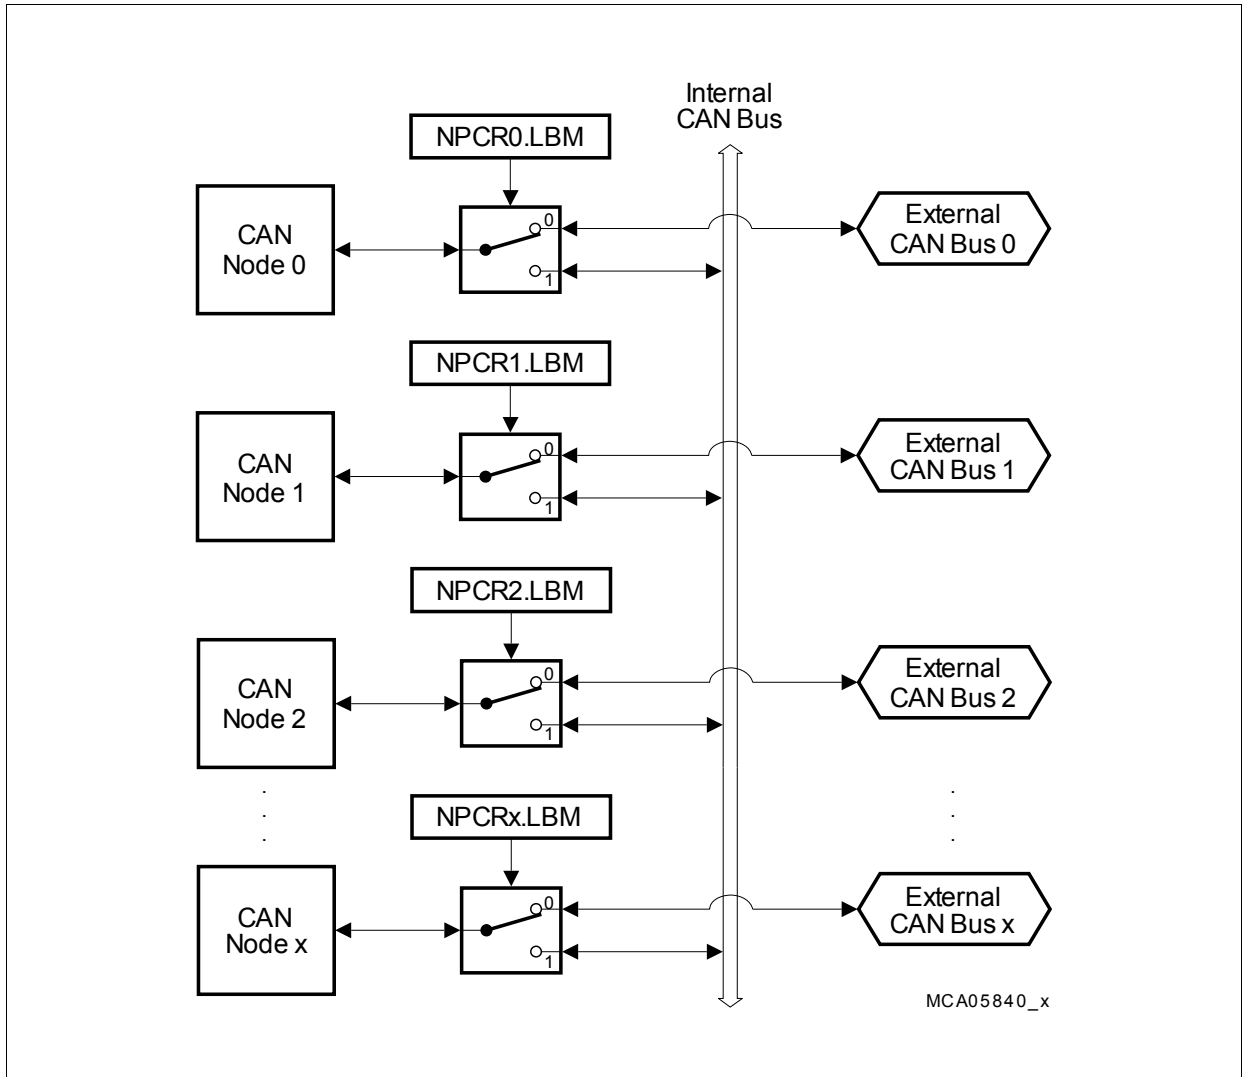 Internal
CAN Bus
NPCR0.LBM
CAN
Node 0
0
1
External
CAN Bus 0
NPCR1.LBM
CAN
Node 1
0
1
External
CAN Bus 1
NPCR2.LBM
CAN
Node 2
0
1
External
CAN Bus 2
NPCRx.LBM
CAN
Node x
0
1
External
CAN Bus x
MCA05840_x